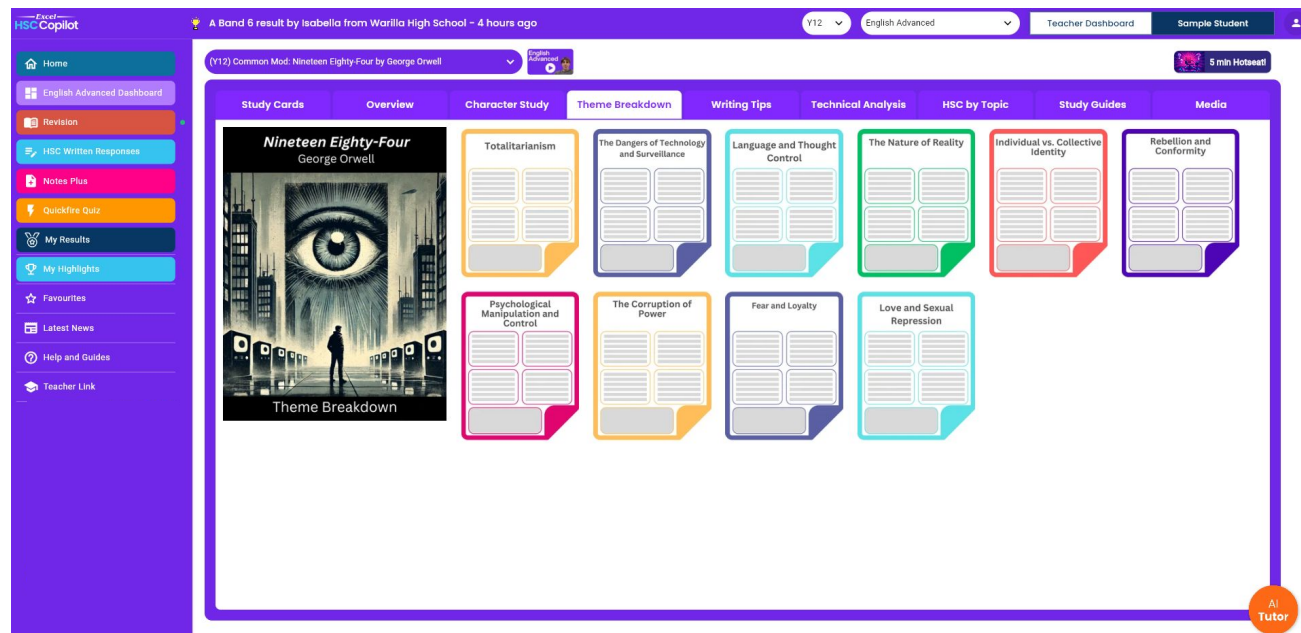 Excel
HSC Copilot
A Band 6 result by Isabella from Warilla High School - 4 hours ago
Y12
English Advanced
Teacher Dashboard
Sample Student
Home
English Advanced Dashboard
Revision
HSC Written Responses
Notes Plus
Quickfire Quiz
My Results
My Highlights
Favourites
Latest News
Help and Guides
Teacher Link
(Y12) Common Mod: Nineteen Eighty-Four by George Orwell
English
Advanced
5 min Hotseat!
Study Cards
Overview
Character Study
Theme Breakdown
Writing Tips
Technical Analysis
HSC by Topic
Study Guides
Media
Nineteen Eighty-Four
George Orwell
Theme Breakdown
Totalitarianism
The Dangers of Technology
and Surveillance
Language and Thought
Control
The Nature of Reality
Individual vs. Collective
Identity
Rebellion and
Conformity
Psychological
Manipulation and
Control
The Corruption of
Power
Fear and Loyalty
Love and Sexual
Repression
AI
Tutor